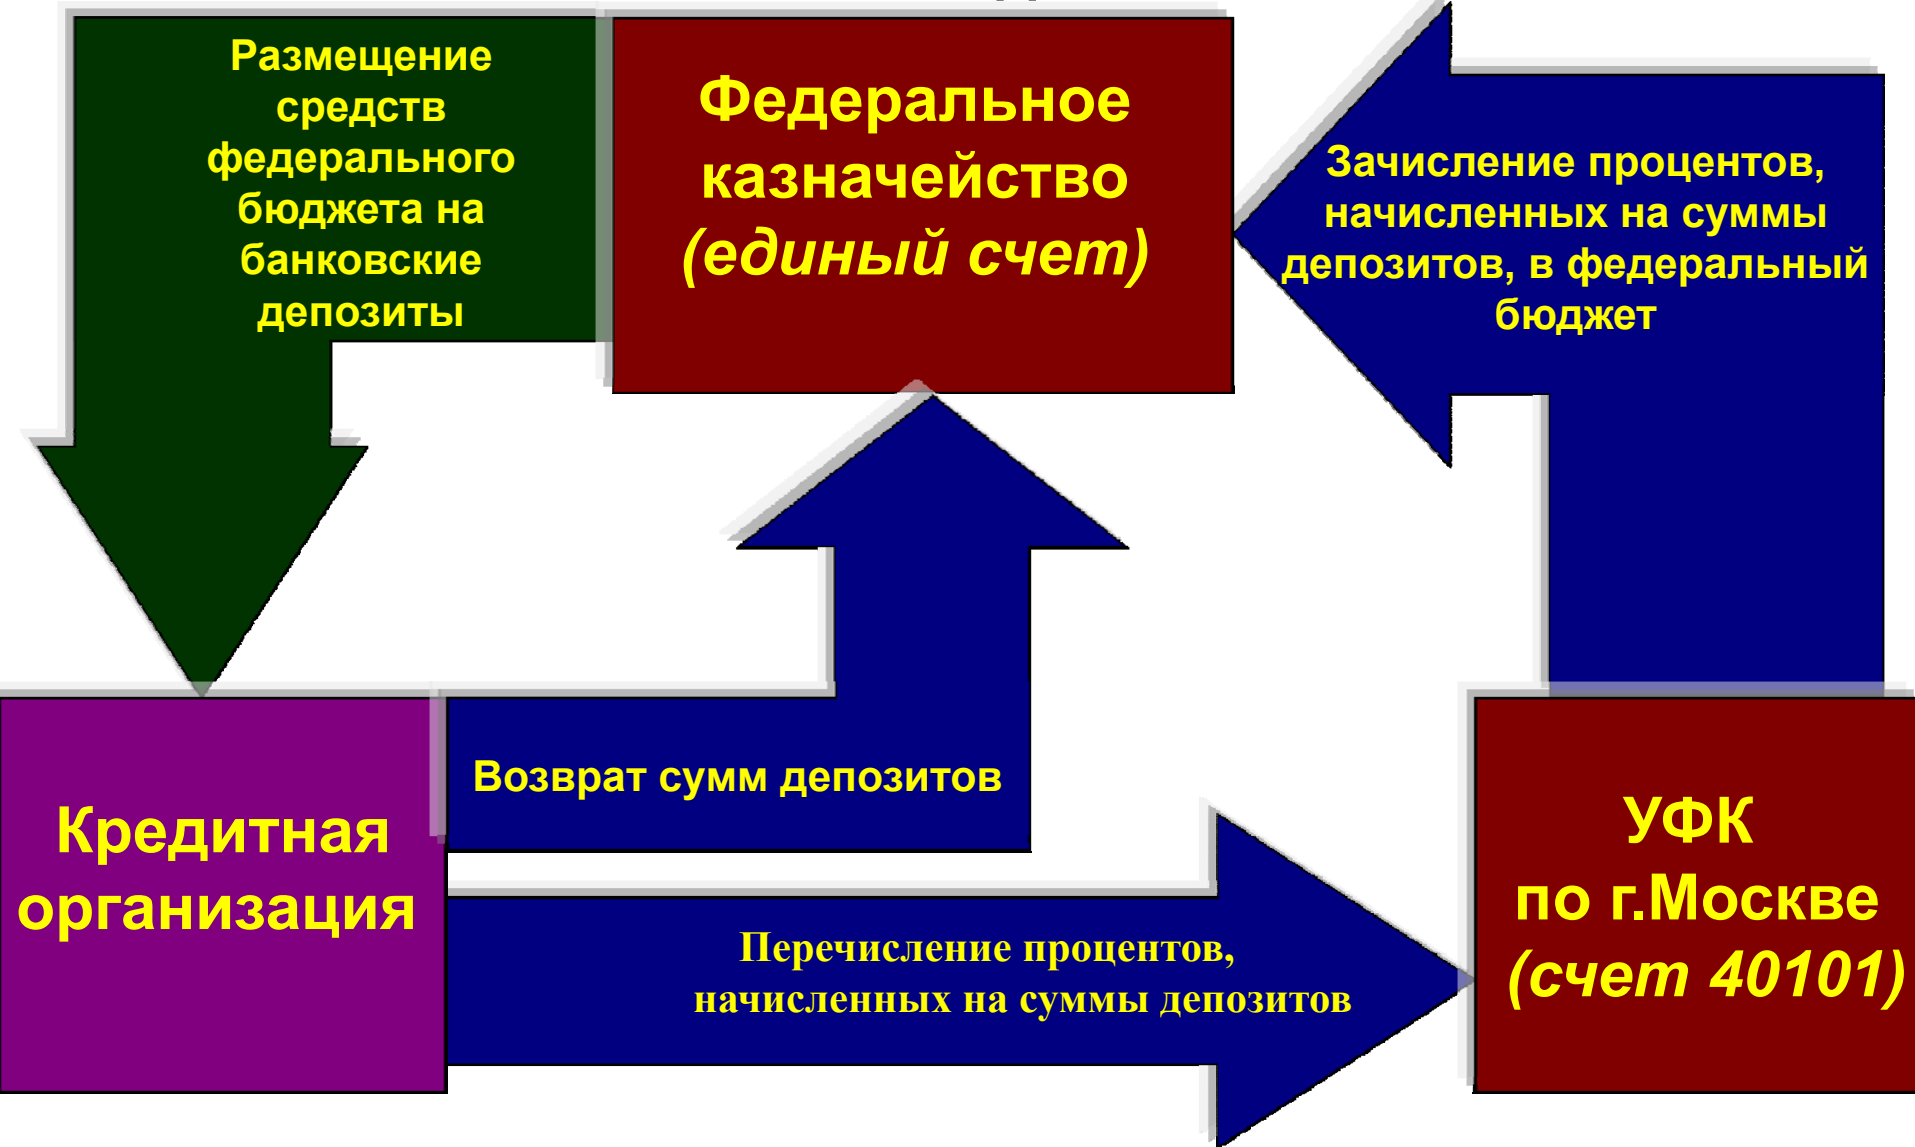 Размещение
средств
федерального
бюджета на
банковские
депозиты
Федеральное
казначейство
(единый счет)
Зачисление процентов,
начисленных на суммы
депозитов, в федеральный
бюджет
Возврат сумм депозитов
Кредитная
организация
Перечисление процентов,
начисленных на суммы депозитов
УФК
по г.Москве
(счет 40101)